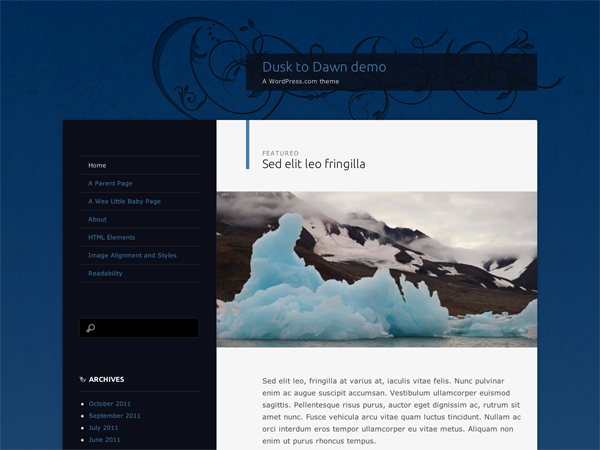 Dusk to Dawn demo
A WordPress.com theme
Home
A Parent Page
A Wee Little Baby Page
About
HTML Elements
Image Alignment and Styles
Readability
ARCHIVES
October 2011
September 2011
July 2011
June 2011
FEATURED
Sed elit leo fringilla
Sed elit leo, fringilla at varius at, iaculis vitae felis. Nunc pulvinar
enim ac augue suscipit accumsan. Vestibulum ullamcorper euismod
sagittis. Pellentesque risus purus, auctor eget dignissim ac, rutrum sit
amet nunc. Fusce vehicula arcu vitae quam luctus tincidunt. Nullam ac
orci interdum eros tempor ullamcorper eu vitae metus. Aliquam non
enim ut purus rhoncus tempus.